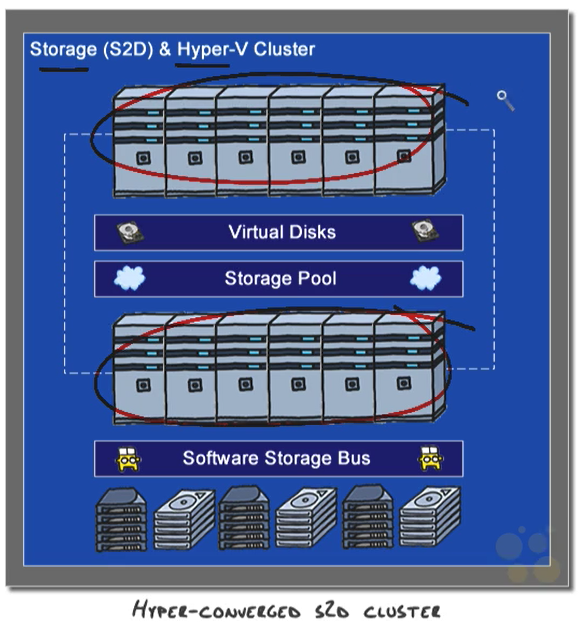 Storage (S2D) & Hyper-V Cluster
Virtual Disks
Storage Pool
Software Storage Bus
HYPER-CONVERGED S2D CLUSTER